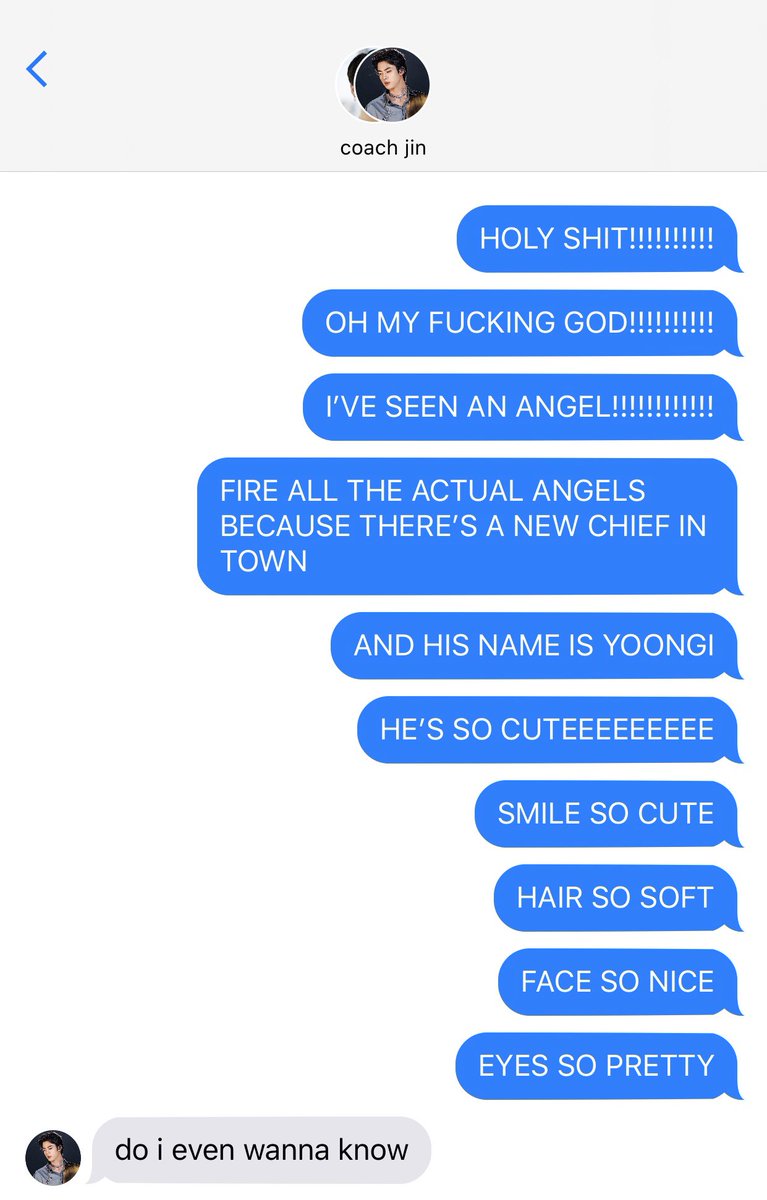 coach jin
HOLY SHIT!!!!!!!!!!
OH MY FUCKING GOD!!!!!!!!!!
I’VE SEEN AN ANGEL!!!!!!!!!!!!
FIRE ALL THE ACTUAL ANGELS
BECAUSE THERE’S A NEW CHIEF IN
TOWN
AND HIS NAME IS YOONGI
HE’S SO CUTEEEEEEEEE
SMILE SO CUTE
HAIR SO SOFT
FACE SO NICE
EYES SO PRETTY
do i even wanna know